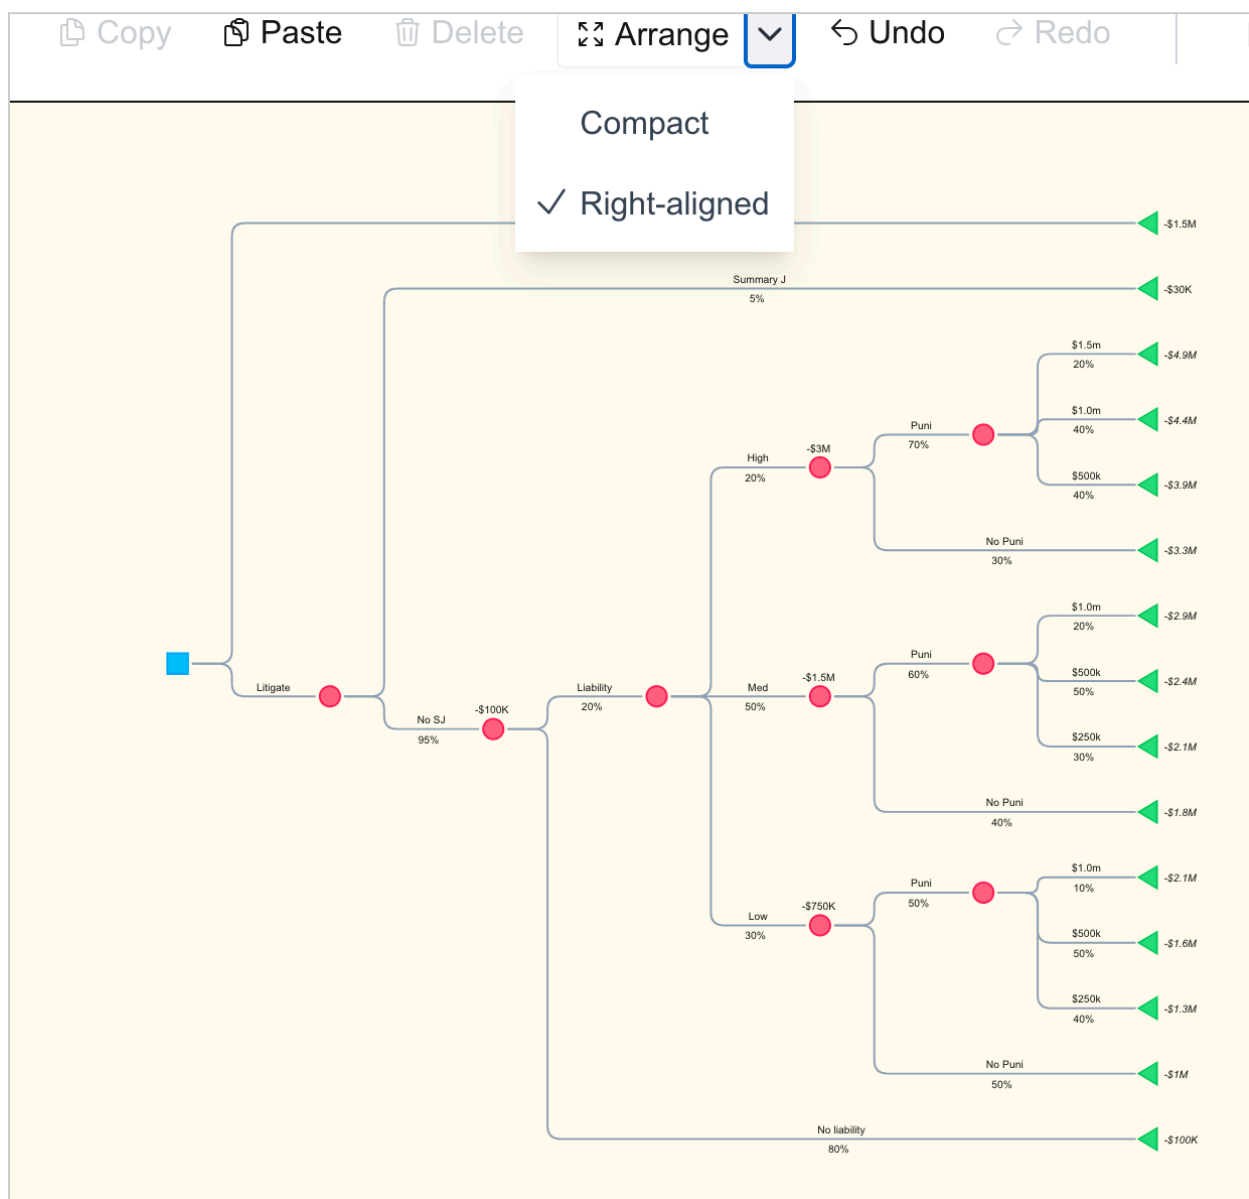 Copy Paste Delete Arrange Undo Redo
Compact
Right-aligned
-$1.5M
Summary J
5%
-$30K
$1.5m
20%
-$4.9M
$1.0m
40%
-$4.4M
Puni
70%
$500k
40%
-$3.9M
-$3M
High
20%
No Puni
30%
-$3.3M
$1.0m
20%
-$2.9M
Puni
60%
$500k
50%
-$2.4M
-$1.5M
Med
50%
$250k
30%
-$2.1M
No Puni
40%
-$1.8M
Litigate
Liability
20%
-$100K
No SJ
95%
$1.0m
10%
-$2.1M
Puni
50%
$500k
50%
-$1.6M
-$750K
Low
30%
$250k
40%
-$1.3M
No Puni
50%
-$1M
No liability
80%
-$100K